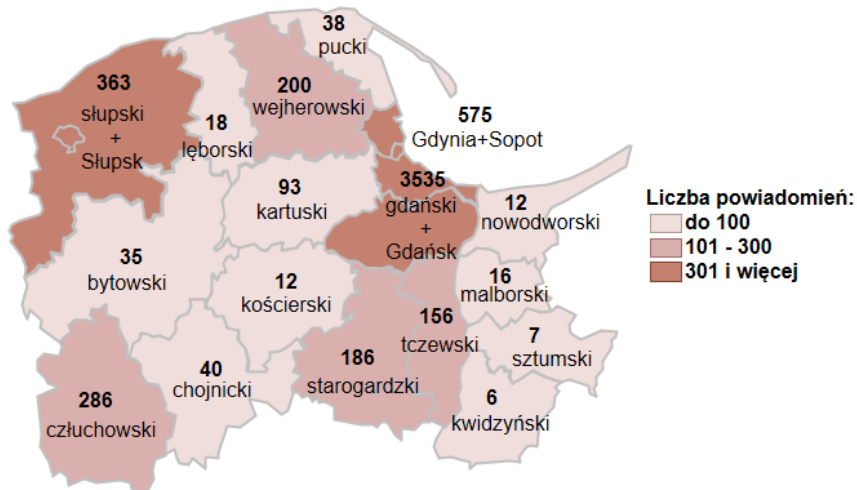 38
pucki
363
słupski
+
Słupsk
200
wejherowski
18
lęborski
575
Gdynia+Sopot
93
kartuski
3535
gdański
+
Gdańsk
12
nowodworski
Liczba powiadomień:
do 100
101 - 300
301 i więcej
35
bytowski
12
kościerski
16
malborski
156
tczewski
7
sztumski
186
starogardzki
40
chojnicki
286
człuchowski
6
kwidzyński